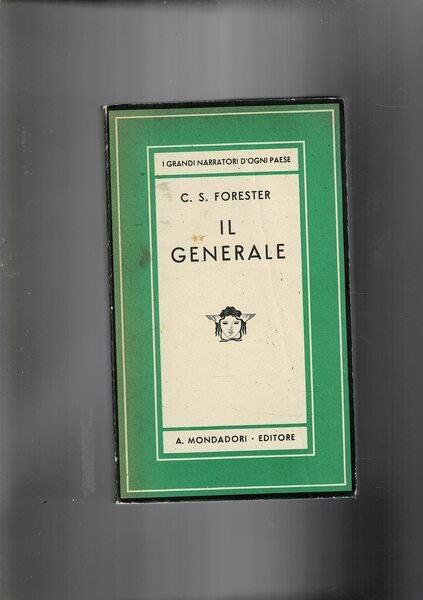 I GRANDI NARRATORI D'OGNI PAESE
C. S. FORESTER
IL
GENERALE
A. MONDADORI · EDITORE